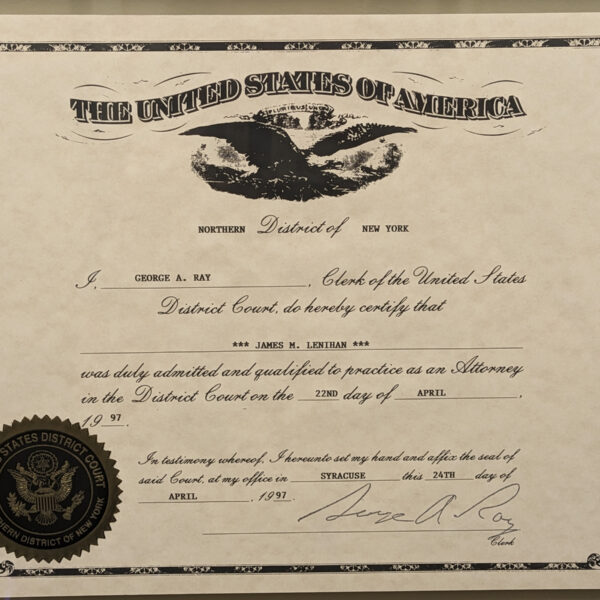 THE UNITED STATES OF AMERICA
E PLURIBUS UNUM
NORTHERN District of NEW YORK
I, GEORGE A. RAY, Clerk of the United States
District Court, do hereby certify that
*** JAMES M. LENIHAN ***
was duly admitted and qualified to practice as an Attorney
in the District Court on the 22ND day of APRIL,
1997.
In testimony whereof, I hereunto set my hand and affix the seal of
said Court, at my office in SYRACUSE this 24TH day of
APRIL, 1997.
George A. Ray
Clerk
STATES DISTRICT COURT
DISTRICT OF NEW YORK